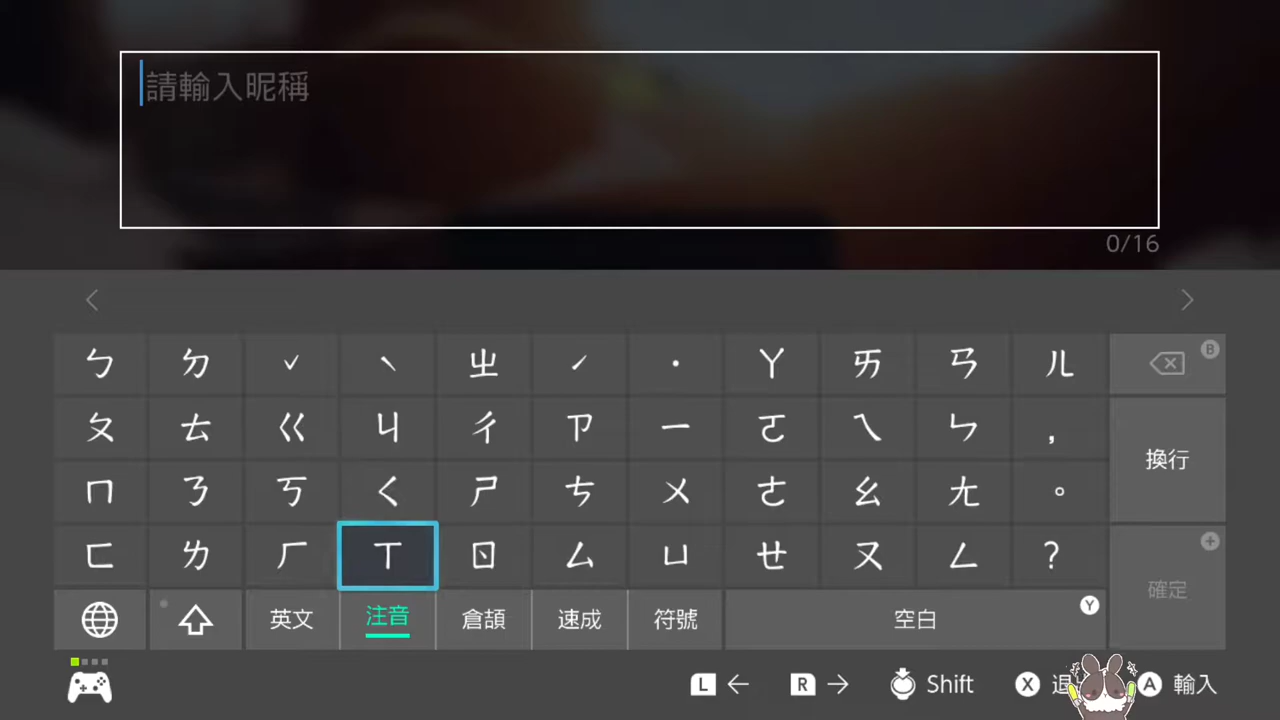 請輸入昵稱
0/16
ㄅ ㄉ ˇ ˋ ㄓ ˊ ˙ ㄚ ㄞ ㄢ ㄦ B
ㄆ ㄊ ㄍ ㄐ ㄔ ㄗ ㄧ ㄛ ㄟ ㄣ , 換行
ㄇ ㄋ ㄎ ㄑ ㄕ ㄘ ㄨ ㄜ ㄠ ㄤ 。
ㄈ ㄌ ㄏ ㄒ ㄖ ㄙ ㄩ ㄝ ㄡ ㄥ ? 確定
英文 注音 倉頡 速成 符號 空白 Y
L ← R → Shift X 退 A 輸入